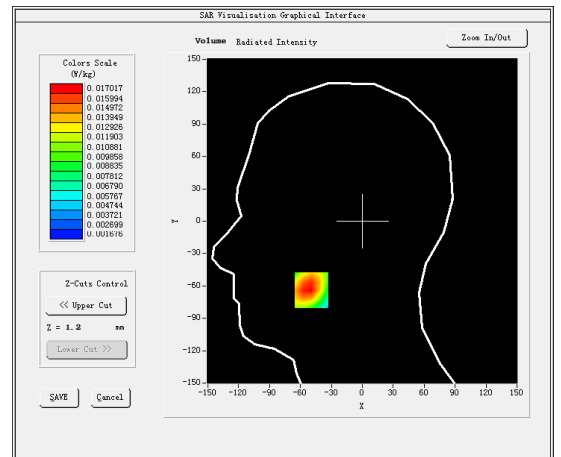 SAR Visualisation Graphical Interface
Volume Radiated Intensity
Zoom In/Out
Colors Scale
(W/kg)
0.017017
0.015994
0.014972
0.013949
0.012926
0.011903
0.010881
0.009858
0.008835
0.007812
0.006790
0.005767
0.004744
0.003721
0.002699
0.001676
Z-Cuts Control
<< Upper Cut
Z = 1.2 mm
Lower Cut >>
SAVE Cancel
150
120
90
60
30
0
-30
-60
-90
-120
-150
Y
-150 -120 -90 -60 -30 0 30 60 90 120 150
X